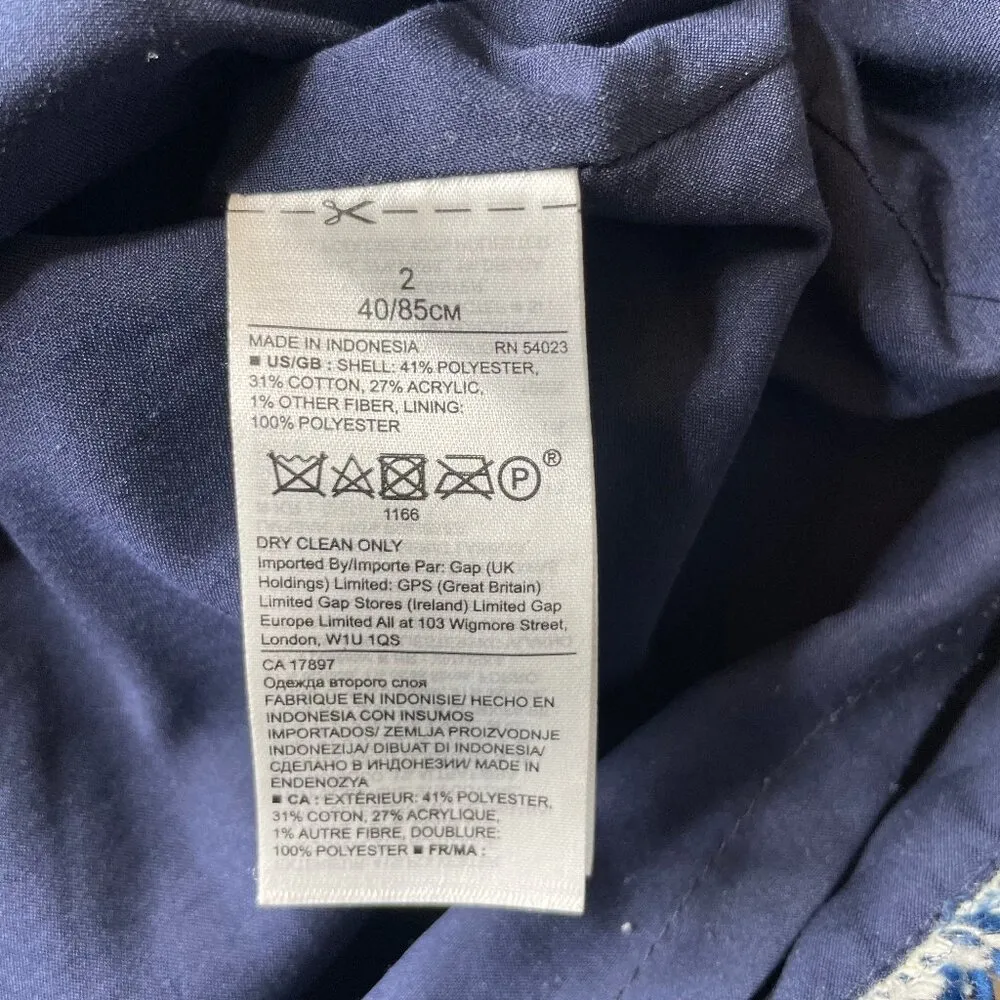 2
40/85CM
MADE IN INDONESIA RN 54023
■ US/GB : SHELL: 41% POLYESTER,
31% COTTON, 27% ACRYLIC,
1% OTHER FIBER, LINING:
100% POLYESTER
P®
1166
DRY CLEAN ONLY
Imported By/Importe Par: Gap (UK
Holdings) Limited: GPS (Great Britain)
Limited Gap Stores (Ireland) Limited Gap
Europe Limited All at 103 Wigmore Street,
London, W1U 1QS
CA 17897
Одежда второго слоя
FABRIQUE EN INDONISIE/ HECHO EN
INDONESIA CON INSUMOS
IMPORTADOS/ ZEMLJA PROIZVODNJE
INDONEZIJA/ DIBUAT DI INDONESIA/
СДЕЛАНО В ИНДОНЕЗИИ/ MADE IN
ENDENOZYA
■ CA : EXTÉRIEUR: 41% POLYESTER,
31% COTON, 27% ACRYLIQUE,
1% AUTRE FIBRE, DOUBLURE:
100% POLYESTER ■ FR/MA :